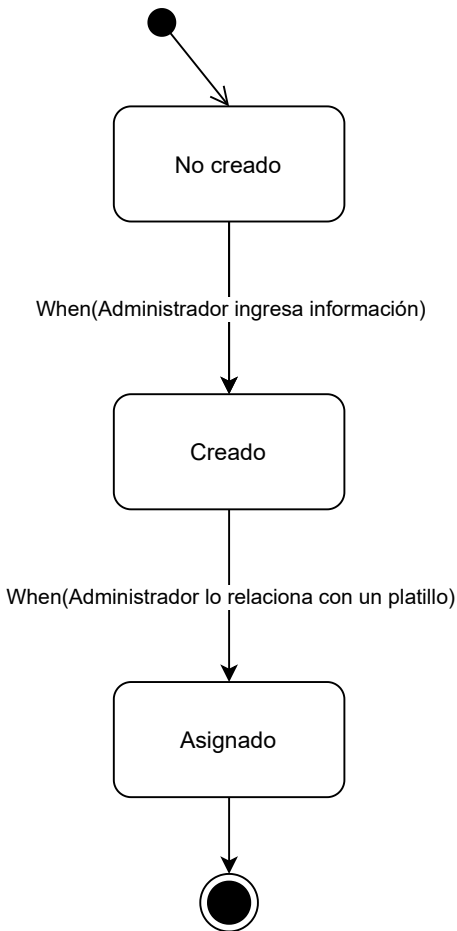 No creado
When(Administrador ingresa información)
Creado
When(Administrador lo relaciona con un platillo)
Asignado